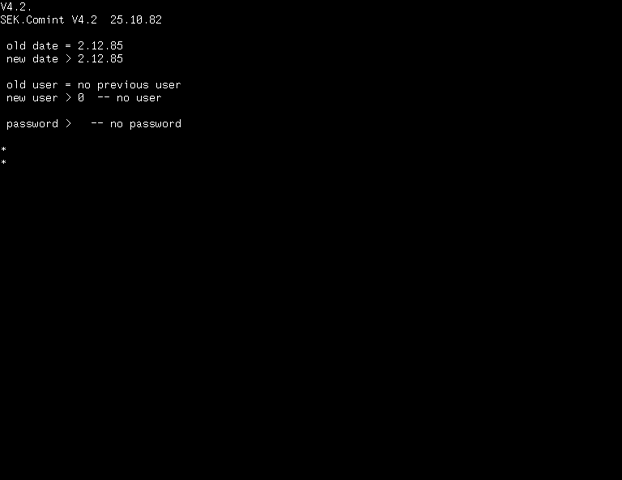 V4.2.
SEK.Comint V4.2  25.10.82
old date = 2.12.85
new date > 2.12.85
old user = no previous user
new user > 0  -- no user
password >   -- no password
*
*